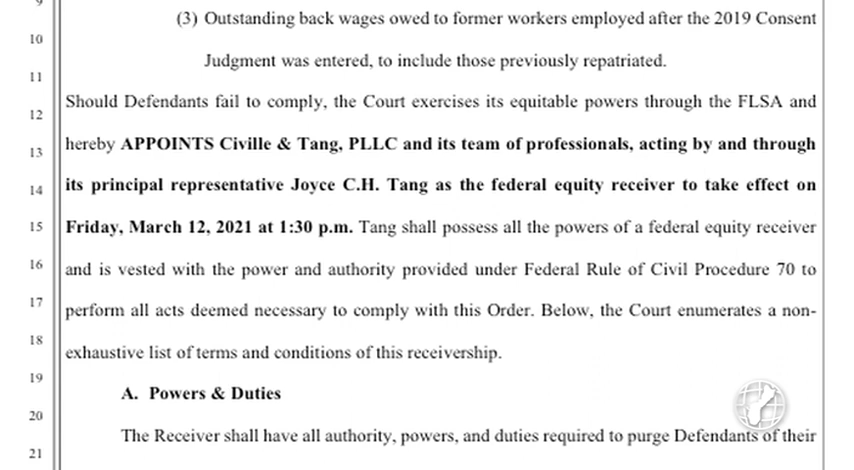 9
(3) Outstanding back wages owed to former workers employed after the 2019 Consent
10
Judgment was entered, to include those previously repatriated.
11
Should Defendants fail to comply, the Court exercises its equitable powers through the FLSA and
12
hereby APPOINTS Civille & Tang, PLLC and its team of professionals, acting by and through
13
its principal representative Joyce C.H. Tang as the federal equity receiver to take effect on
14
Friday, March 12, 2021 at 1:30 p.m. Tang shall possess all the powers of a federal equity receiver
15
and is vested with the power and authority provided under Federal Rule of Civil Procedure 70 to
16
perform all acts deemed necessary to comply with this Order. Below, the Court enumerates a non-
17
exhaustive list of terms and conditions of this receivership.
18
19
A. Powers & Duties
20
The Receiver shall have all authority, powers, and duties required to purge Defendants of their
21